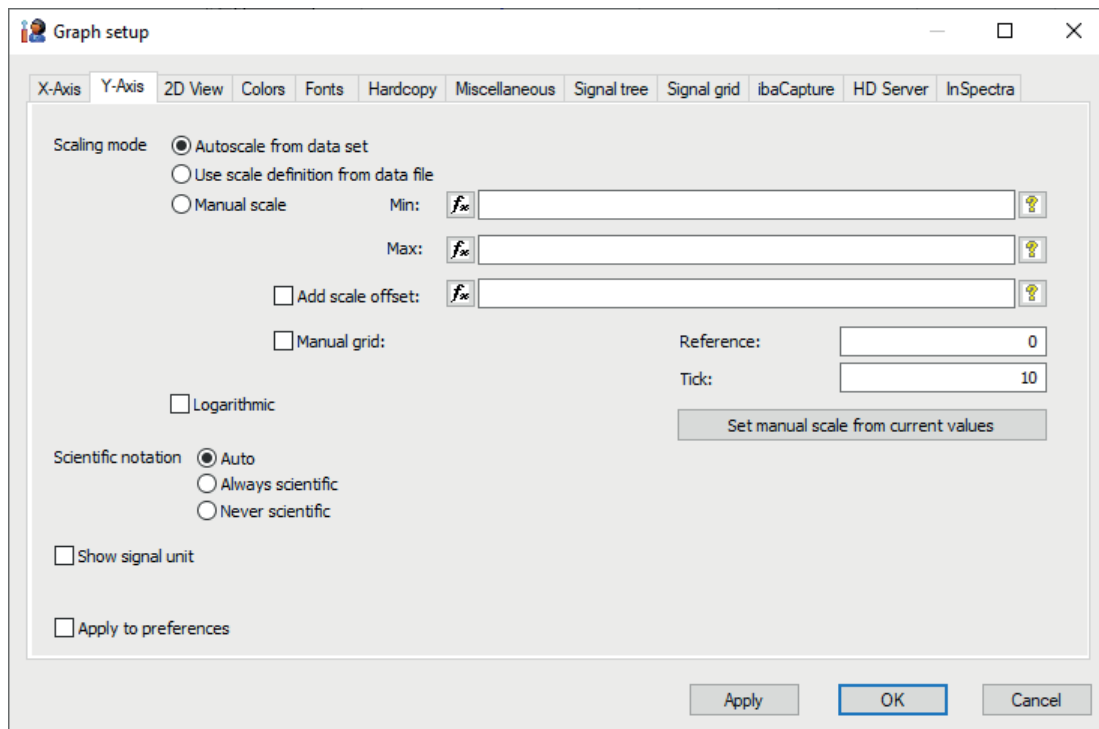 Graph setup
X-Axis Y-Axis 2D View Colors Fonts Hardcopy Miscellaneous Signal tree Signal grid ibaCapture HD Server InSpectra
Scaling mode Autoscale from data set
Use scale definition from data file
Manual scale Min: fx ?
Max: fx ?
Add scale offset: fx ?
Manual grid: Reference: 0
Tick: 10
Logarithmic
Set manual scale from current values
Scientific notation Auto
Always scientific
Never scientific
Show signal unit
Apply to preferences
Apply OK Cancel